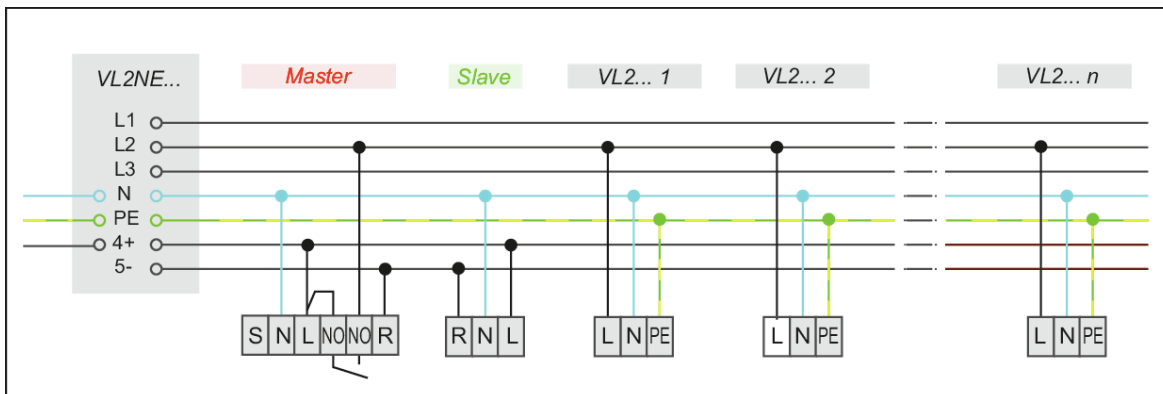 VL2NE... Master Slave VL2... 1 VL2... 2 VL2... n
L1
L2
L3
N
PE
4+
5-
S N L NO NO R R N L L N PE L N PE L N PE